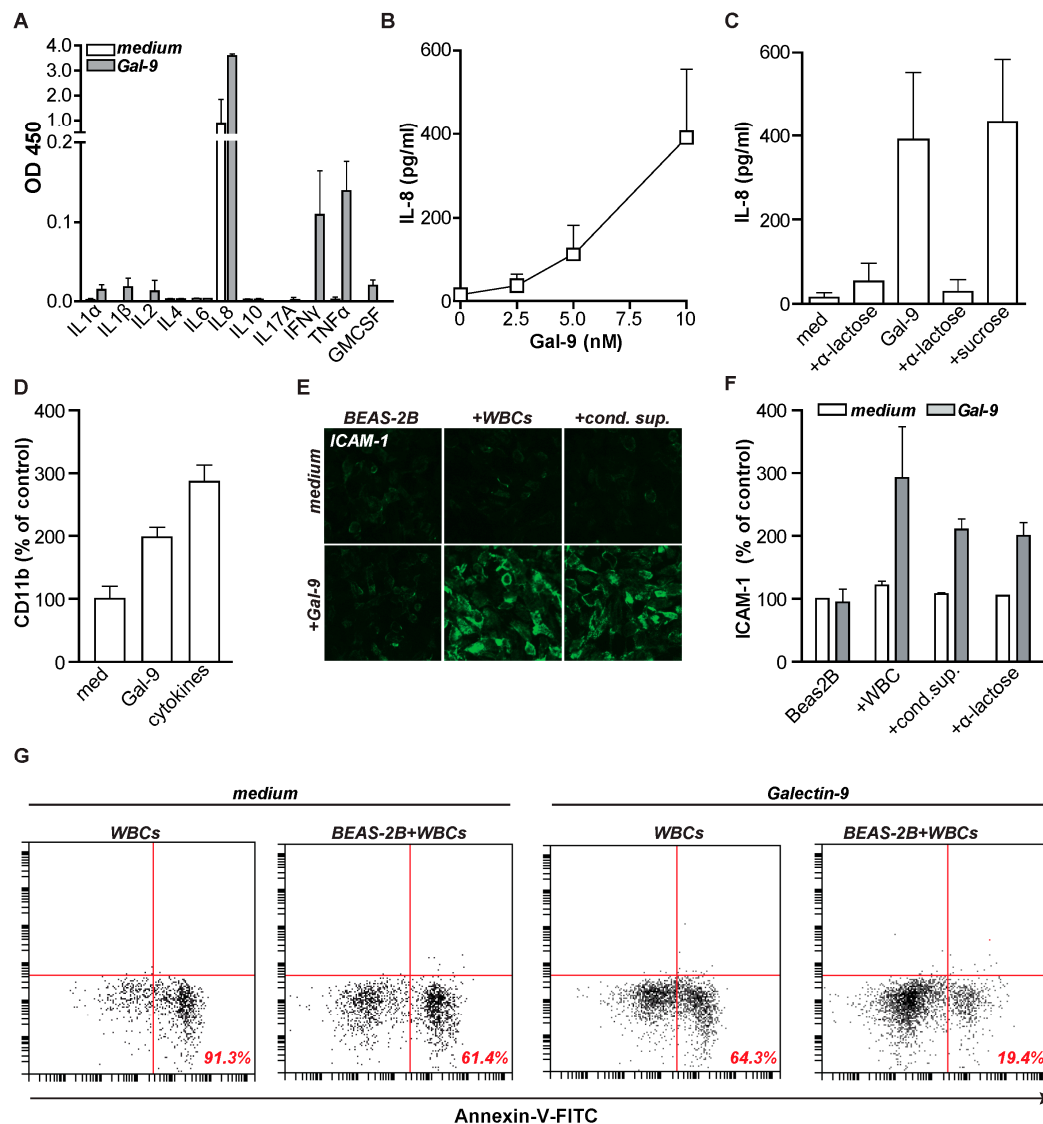 A
medium
Gal-9
OD 450
4.0
3.0
2.0
1.0
0.2
0.1
0.0
IL1α
IL1β
IL2
IL4
IL6
IL8
IL10
IL17A
IFNγ
TNFα
GMCSF
B
IL-8 (pg/ml)
600
400
200
0
0
2.5
5.0
7.5
10
Gal-9 (nM)
C
IL-8 (pg/ml)
600
400
200
0
med
+α-lactose
Gal-9
+α-lactose
+sucrose
D
CD11b (% of control)
400
300
200
100
0
med
Gal-9
cytokines
E
BEAS-2B
+WBCs
+cond. sup.
ICAM-1
medium
+Gal-9
F
medium
Gal-9
ICAM-1 (% of control)
400
300
200
100
0
Beas2B
+WBC
+cond.sup.
+α-lactose
G
medium
Galectin-9
WBCs
BEAS-2B+WBCs
WBCs
BEAS-2B+WBCs
91.3%
61.4%
64.3%
19.4%
Annexin-V-FITC